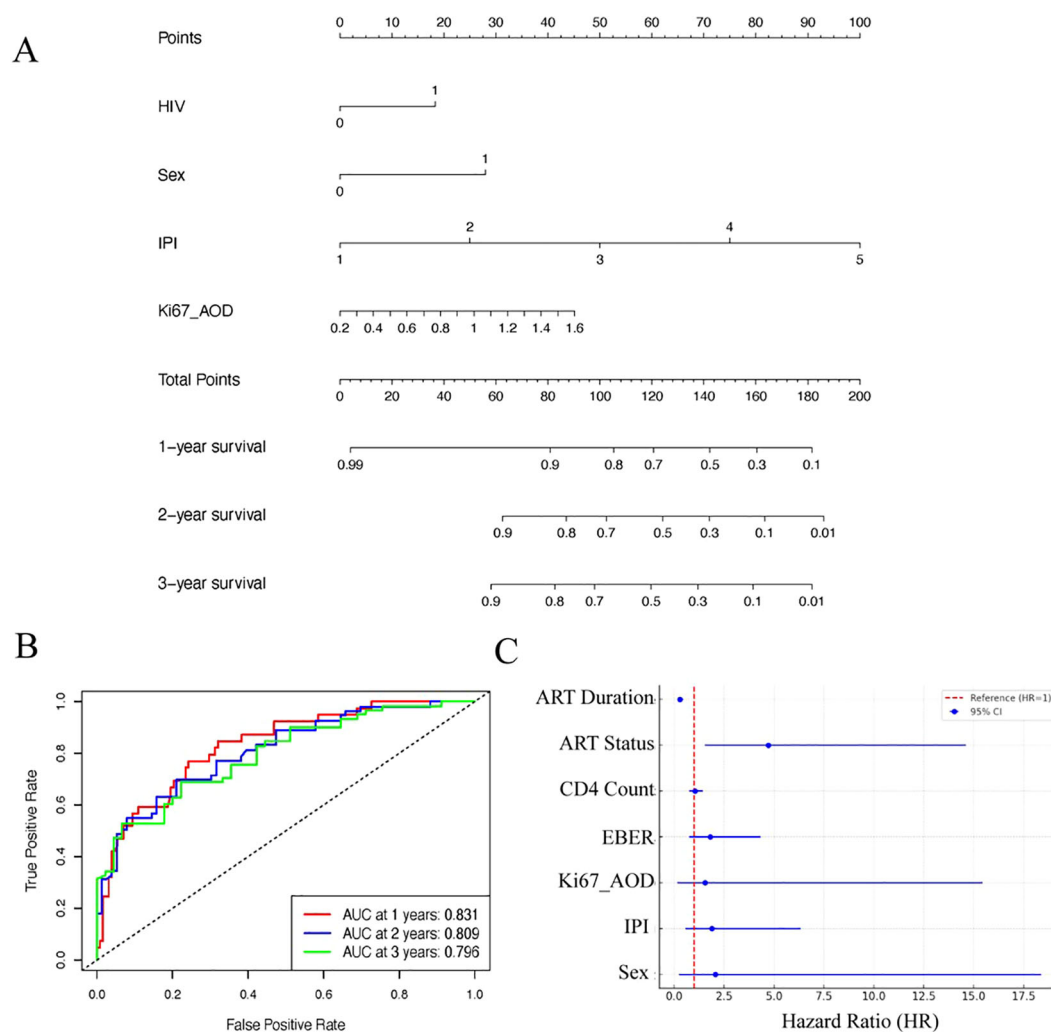 A
Points
0 10 20 30 40 50 60 70 80 90 100
HIV
1
0
Sex
1
0
IPI
2 4
1 3 5
Ki67_AOD
0.2 0.4 0.6 0.8 1 1.2 1.4 1.6
Total Points
0 20 40 60 80 100 120 140 160 180 200
1-year survival
0.99 0.9 0.8 0.7 0.5 0.3 0.1
2-year survival
0.9 0.8 0.7 0.5 0.3 0.1 0.01
3-year survival
0.9 0.8 0.7 0.5 0.3 0.1 0.01
B
True Positive Rate
1.0
0.8
0.6
0.4
0.2
0.0
AUC at 1 years: 0.831
AUC at 2 years: 0.809
AUC at 3 years: 0.796
0.0 0.2 0.4 0.6 0.8 1.0
False Positive Rate
C
ART Duration
ART Status
CD4 Count
EBER
Ki67_AOD
IPI
Sex
Reference (HR=1)
95% CI
0.0 2.5 5.0 7.5 10.0 12.5 15.0 17.5
Hazard Ratio (HR)